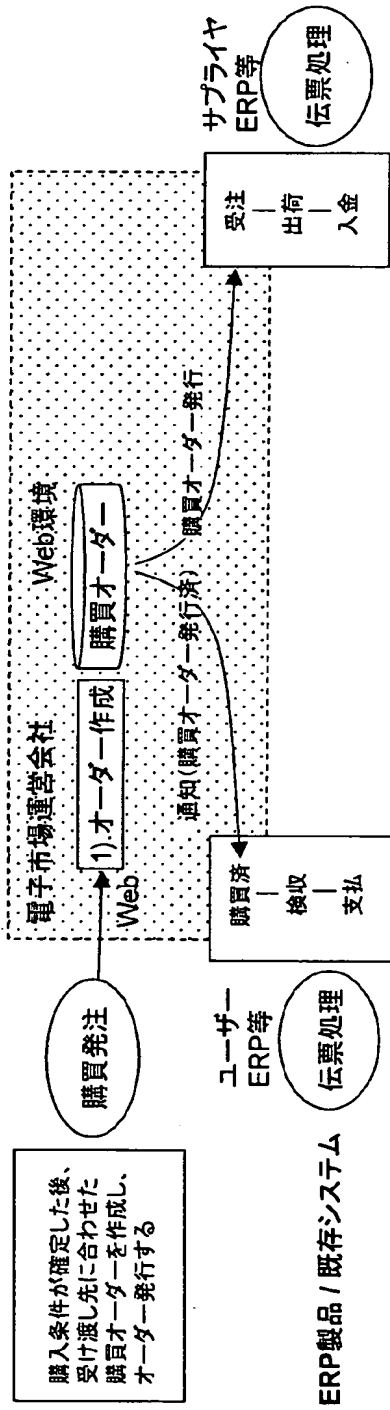 購入条件が確定した後、
受け渡し先に合わせた
購買オーダーを作成し、
オーダー発行する
購買発注
電子市場運営会社
Web環境
Web
1).オーダー作成
購買オーダー
通知(購買オーダー発行済)
購買オーダー発行
ユーザー
ERP等
伝票処理
購買済
検収
支払
サプライヤ
ERP等
伝票処理
受注
出荷
入金
ERP製品 / 既存システム